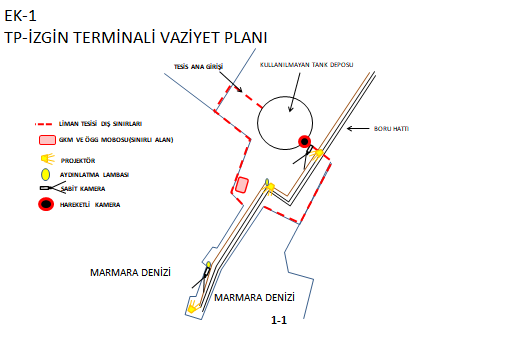 EK-1
TP-İZGİN TERMİNALİ VAZİYET PLANI
TESİS ANA GİRİŞİ
KULLANILMAYAN TANK DEPOSU
LİMAN TESİSİ DIŞ SINIRLARI
BORU HATTI
GKM VE ÖGG MOBOSU(SINIRLI ALAN)
PROJEKTÖR
AYDINLATMA LAMBASI
SABİT KAMERA
HAREKETLİ KAMERA
MARMARA DENİZİ
MARMARA DENİZİ
1-1